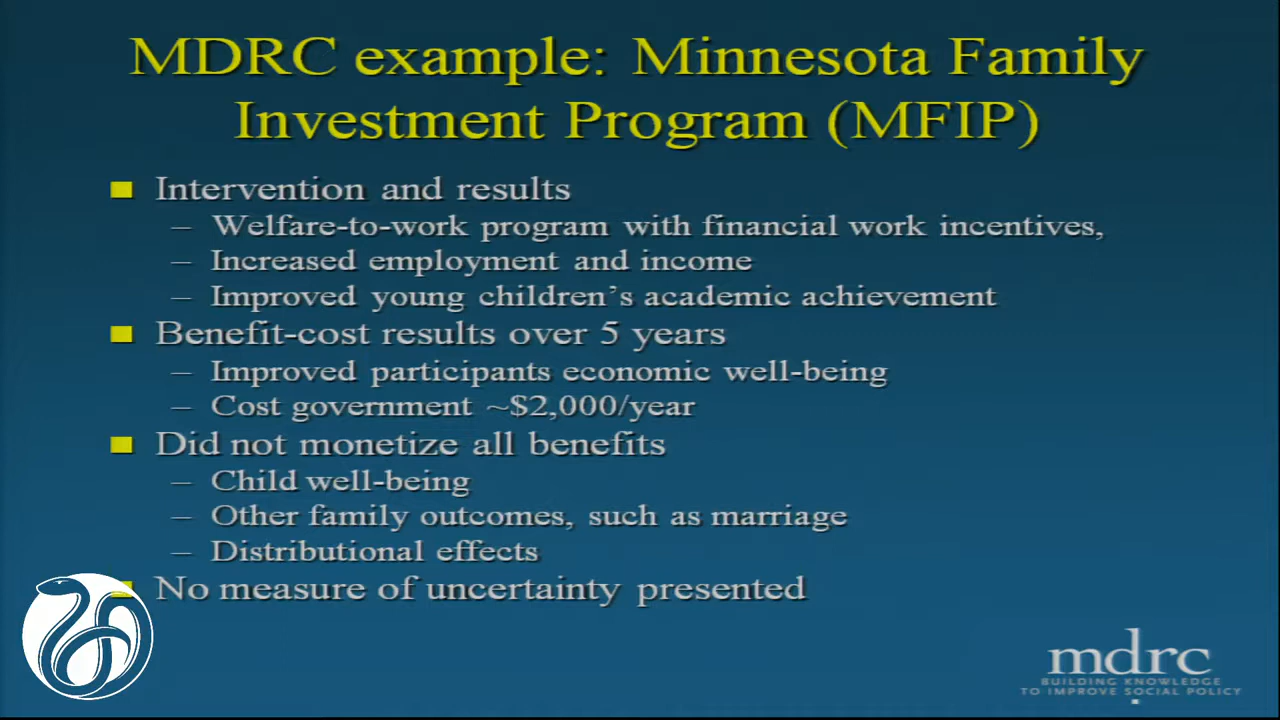 MDRC example: Minnesota Family
Investment Program (MFIP)
Intervention and results
– Welfare-to-work program with financial work incentives,
– Increased employment and income
– Improved young children's academic achievement
Benefit-cost results over 5 years
– Improved participants economic well-being
– Cost government ~$2,000/year
Did not monetize all benefits
– Child well-being
– Other family outcomes, such as marriage
– Distributional effects
No measure of uncertainty presented
mdrc
BUILDING KNOWLEDGE
TO IMPROVE SOCIAL POLICY